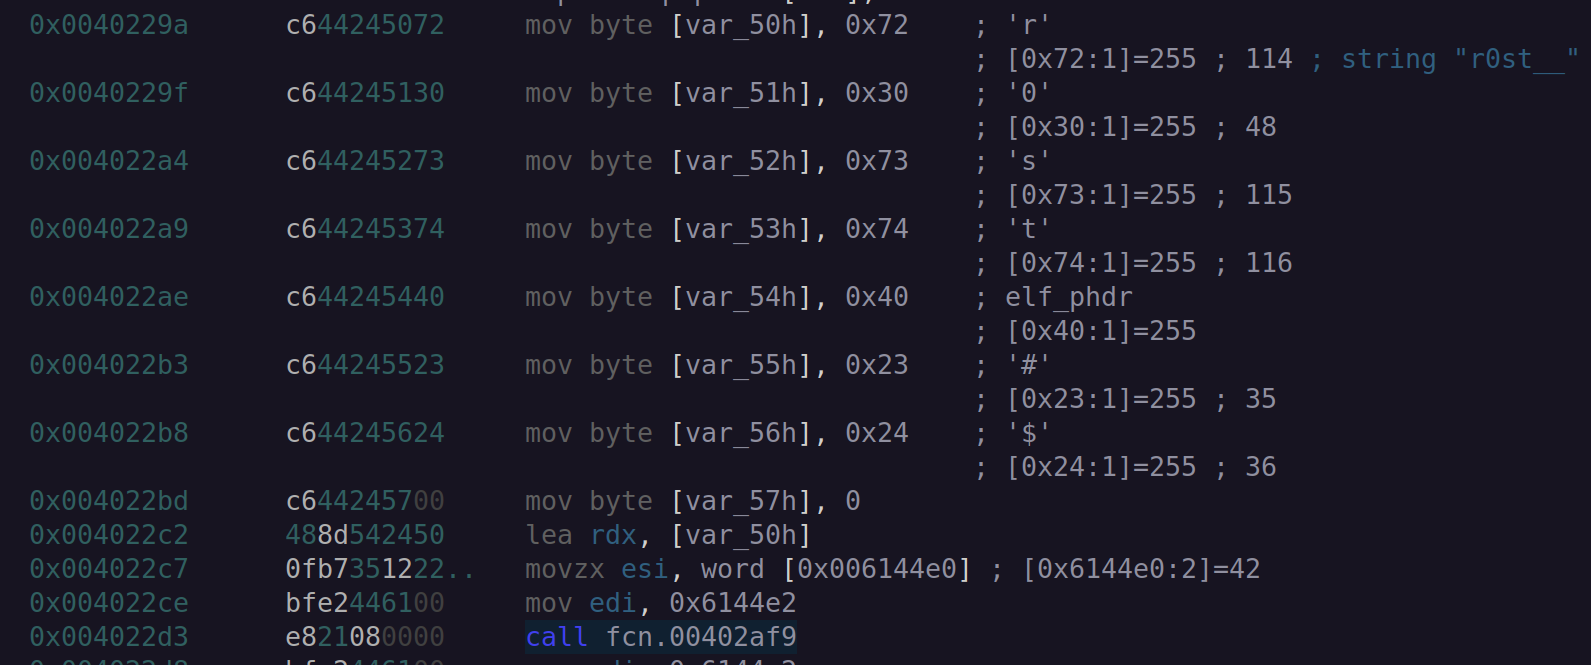 0x0040229a c644245072 mov byte [var_50h], 0x72 ; 'r'
; [0x72:1]=255 ; 114 ; string "r0st__"
0x0040229f c644245130 mov byte [var_51h], 0x30 ; '0'
; [0x30:1]=255 ; 48
0x004022a4 c644245273 mov byte [var_52h], 0x73 ; 's'
; [0x73:1]=255 ; 115
0x004022a9 c644245374 mov byte [var_53h], 0x74 ; 't'
; [0x74:1]=255 ; 116
0x004022ae c644245440 mov byte [var_54h], 0x40 ; elf_phdr
; [0x40:1]=255
0x004022b3 c644245523 mov byte [var_55h], 0x23 ; '#'
; [0x23:1]=255 ; 35
0x004022b8 c644245624 mov byte [var_56h], 0x24 ; '$'
; [0x24:1]=255 ; 36
0x004022bd c644245700 mov byte [var_57h], 0
0x004022c2 488d542450 lea rdx, [var_50h]
0x004022c7 0fb7351222.. movzx esi, word [0x006144e0] ; [0x6144e0:2]=42
0x004022ce bfe2446100 mov edi, 0x6144e2
0x004022d3 e821080000 call fcn.00402af9